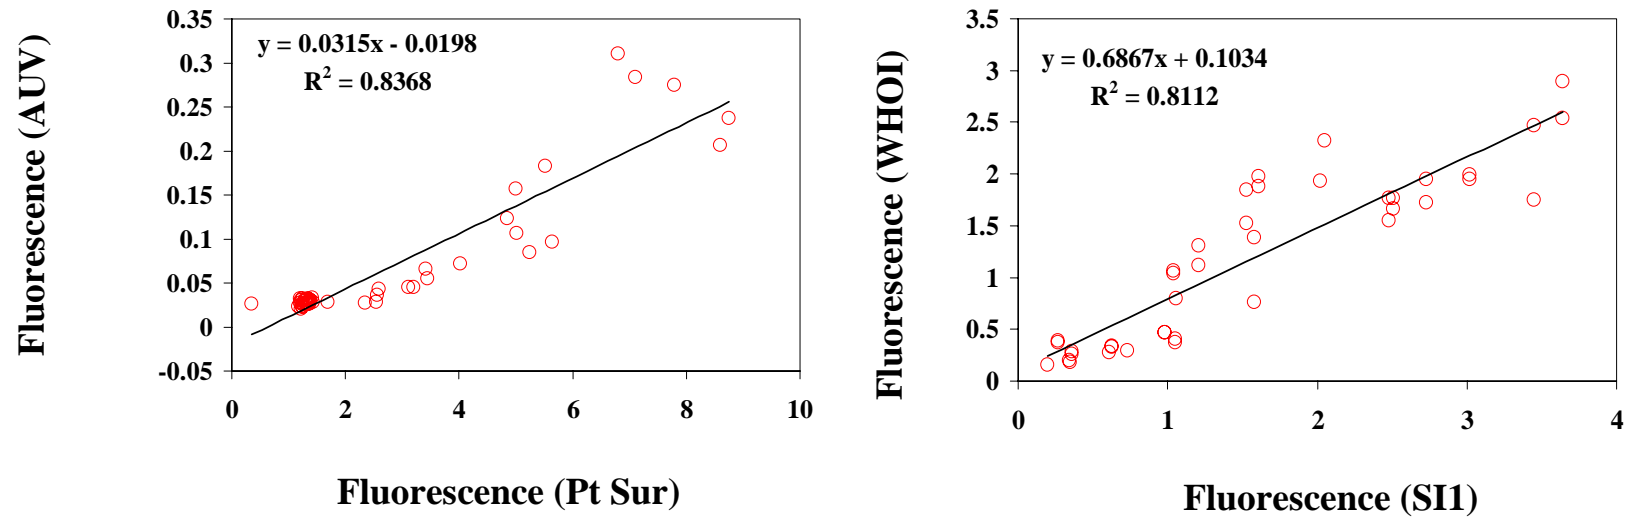 Fluorescence (AUV)
0.35
0.3
0.25
0.2
0.15
0.1
0.05
0
-0.05
y = 0.0315x - 0.0198
R² = 0.8368
0 2 4 6 8 10
Fluorescence (Pt Sur)
Fluorescence (WHOI)
3.5
3
2.5
2
1.5
1
0.5
0
y = 0.6867x + 0.1034
R² = 0.8112
0 1 2 3 4
Fluorescence (SI1)